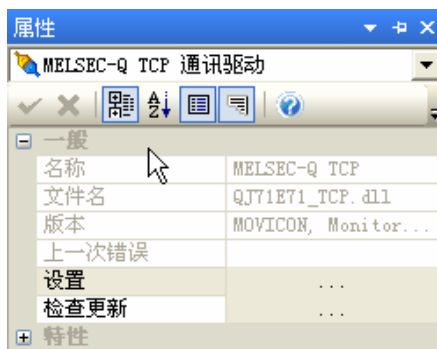 属性
MELSEC-Q TCP 通讯驱动
一般
名称 MELSEC-Q TCP
文件名 QJ71E71_TCP.dll
版本 MOVICON, Monitor...
上一次错误
设置 ...
检查更新 ...
特性